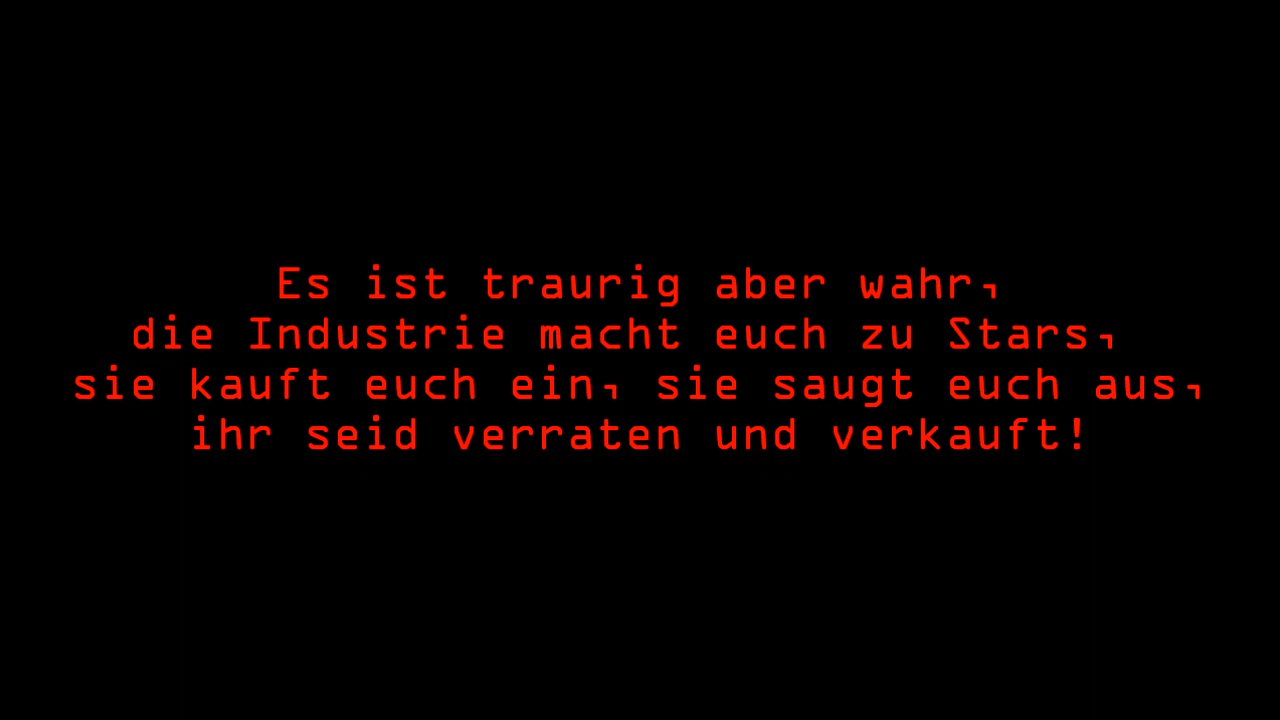 Es ist traurig aber wahr,
die Industrie macht euch zu Stars,
sie kauft euch ein, sie saugt euch aus,
ihr seid verraten und verkauft!